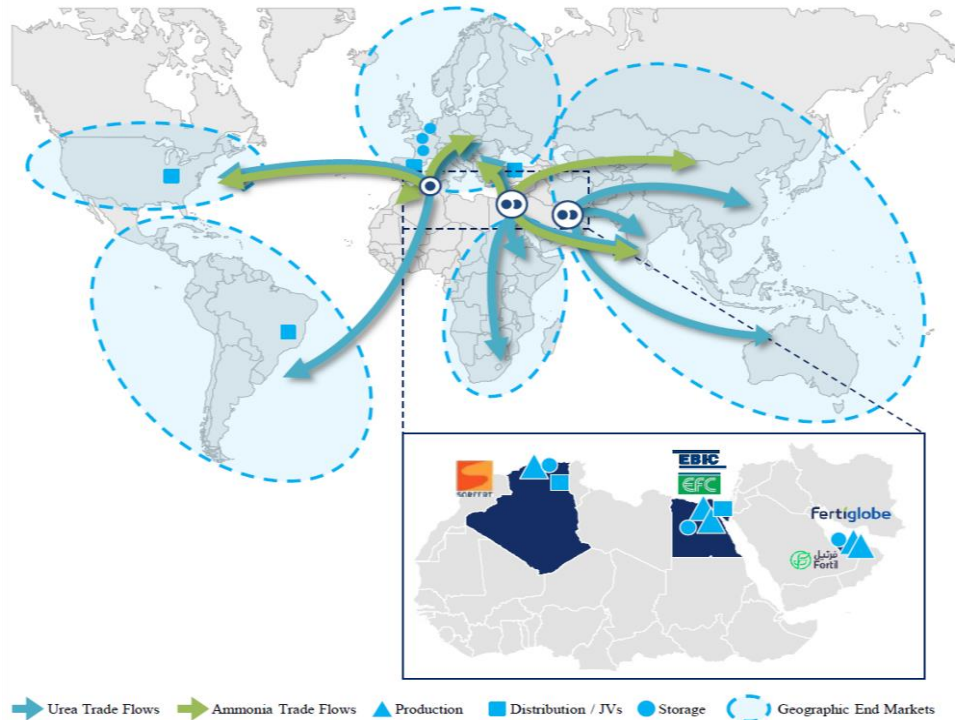 SORFERT
EBIC
EFC
Fertiglobe
فرتيل
Fertil
Urea Trade Flows
Ammonia Trade Flows
Production
Distribution / JVs
Storage
Geographic End Markets